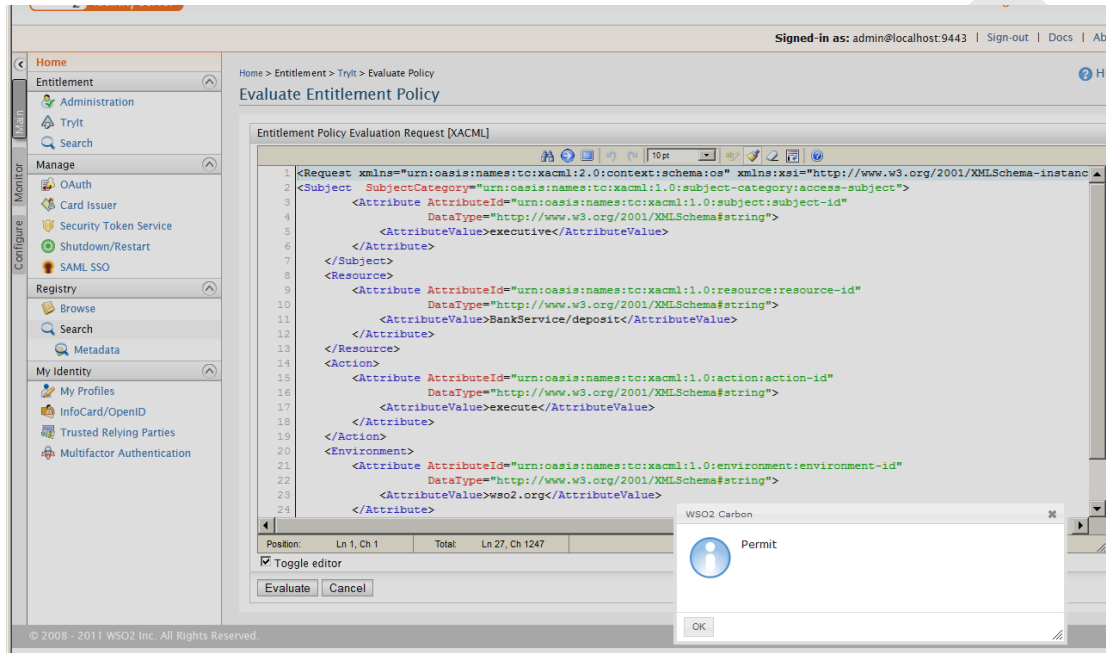 Signed-in as: admin@localhost:9443 | Sign-out | Docs |
Main
Monitor
Configure
Home
Entitlement
Administration
TryIt
Search
Manage
OAuth
Card Issuer
Security Token Service
Shutdown/Restart
SAML SSO
Registry
Browse
Search
Metadata
My Identity
My Profiles
InfoCard/OpenID
Trusted Relying Parties
Multifactor Authentication
Home > Entitlement > TryIt > Evaluate Policy
Evaluate Entitlement Policy
Entitlement Policy Evaluation Request [XACML]
10 pt
1 <Request xmlns="urn:oasis:names:tc:xacml:2.0:context:schema:os" xmlns:xsi="http://www.w3.org/2001/XMLSchema-instanc
2 <Subject SubjectCategory="urn:oasis:names:tc:xacml:1.0:subject-category:access-subject">
3 <Attribute AttributeId="urn:oasis:names:tc:xacml:1.0:subject:subject-id"
4 DataType="http://www.w3.org/2001/XMLSchema#string">
5 <AttributeValue>executive</AttributeValue>
6 </Attribute>
7 </Subject>
8 <Resource>
9 <Attribute AttributeId="urn:oasis:names:tc:xacml:1.0:resource:resource-id"
10 DataType="http://www.w3.org/2001/XMLSchema#string">
11 <AttributeValue>BankService/deposit</AttributeValue>
12 </Attribute>
13 </Resource>
14 <Action>
15 <Attribute AttributeId="urn:oasis:names:tc:xacml:1.0:action:action-id"
16 DataType="http://www.w3.org/2001/XMLSchema#string">
17 <AttributeValue>execute</AttributeValue>
18 </Attribute>
19 </Action>
20 <Environment>
21 <Attribute AttributeId="urn:oasis:names:tc:xacml:1.0:environment:environment-id"
22 DataType="http://www.w3.org/2001/XMLSchema#string">
23 <AttributeValue>wso2.org</AttributeValue>
24 </Attribute>
Position: Ln 1, Ch 1 Total: Ln 27, Ch 1247
Toggle editor
Evaluate Cancel
WSO2 Carbon
Permit
OK
© 2008 - 2011 WSO2 Inc. All Rights Reserved.